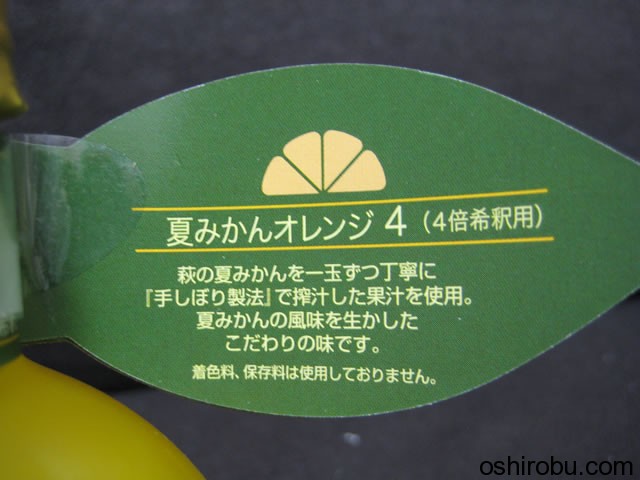 夏みかんオレンジ 4（4倍希釈用）
萩の夏みかんを一玉ずつ丁寧に
『手しぼり製法』で搾汁した果汁を使用。
夏みかんの風味を生かした
こだわりの味です。
着色料、保存料は使用しておりません。
oshirobu.com